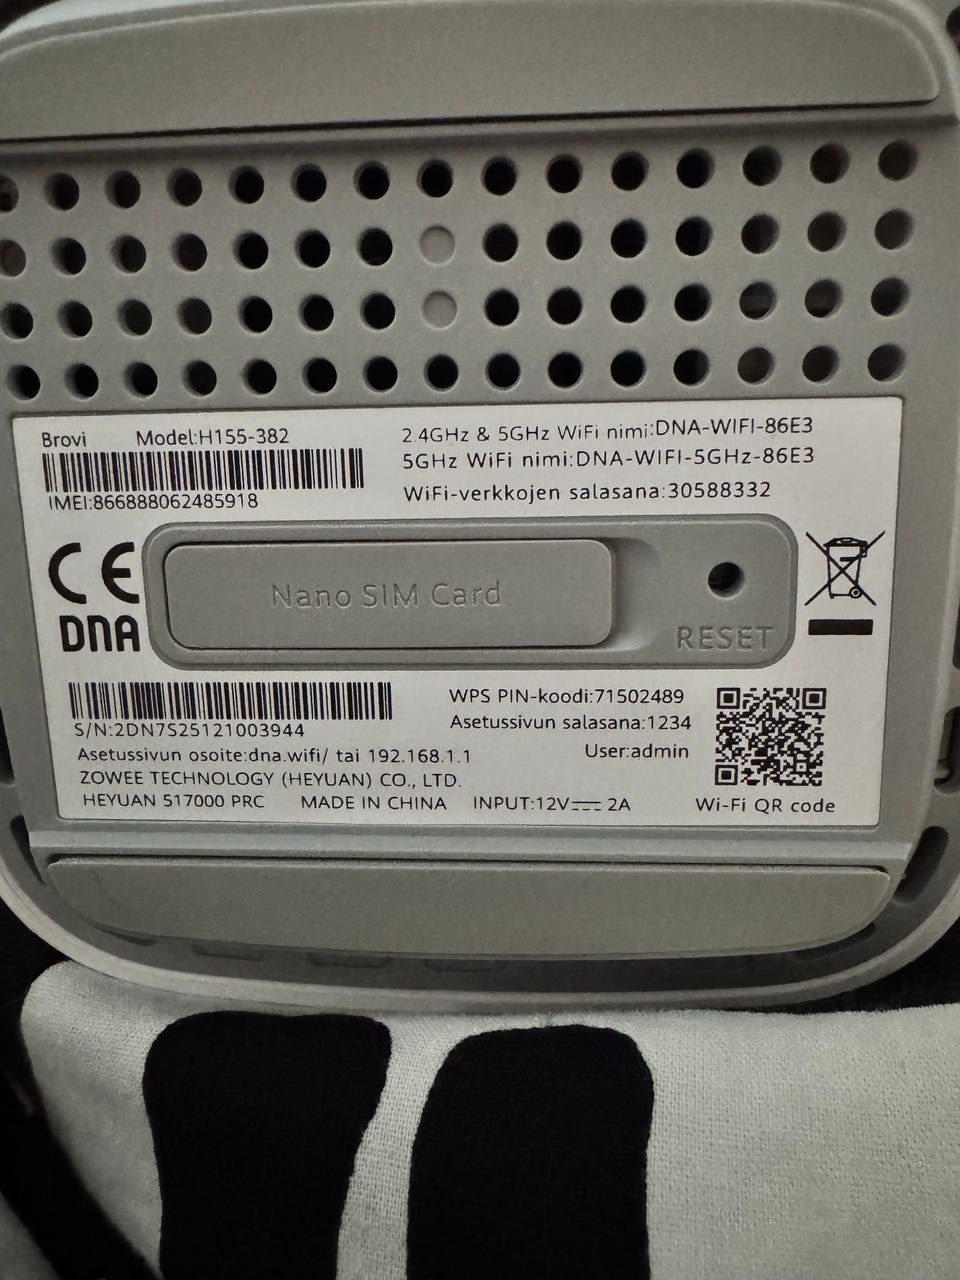 Brovi Model:H155-382
IMEI:866888062485918
2.4GHz & 5GHz WiFi nimi:DNA-WIFI-86E3
5GHz WiFi nimi:DNA-WIFI-5GHz-86E3
WiFi-verkkojen salasana:30588332
CE
DNA
Nano SIM Card
RESET
S/N:2DN7S25121003944
WPS PIN-koodi:71502489
Asetussivun salasana:1234
Asetussivun osoite:dna.wifi/ tai 192.168.1.1
User:admin
ZOWEE TECHNOLOGY (HEYUAN) CO., LTD.
HEYUAN 517000 PRC MADE IN CHINA INPUT:12V⎓ 2A
Wi-Fi QR code